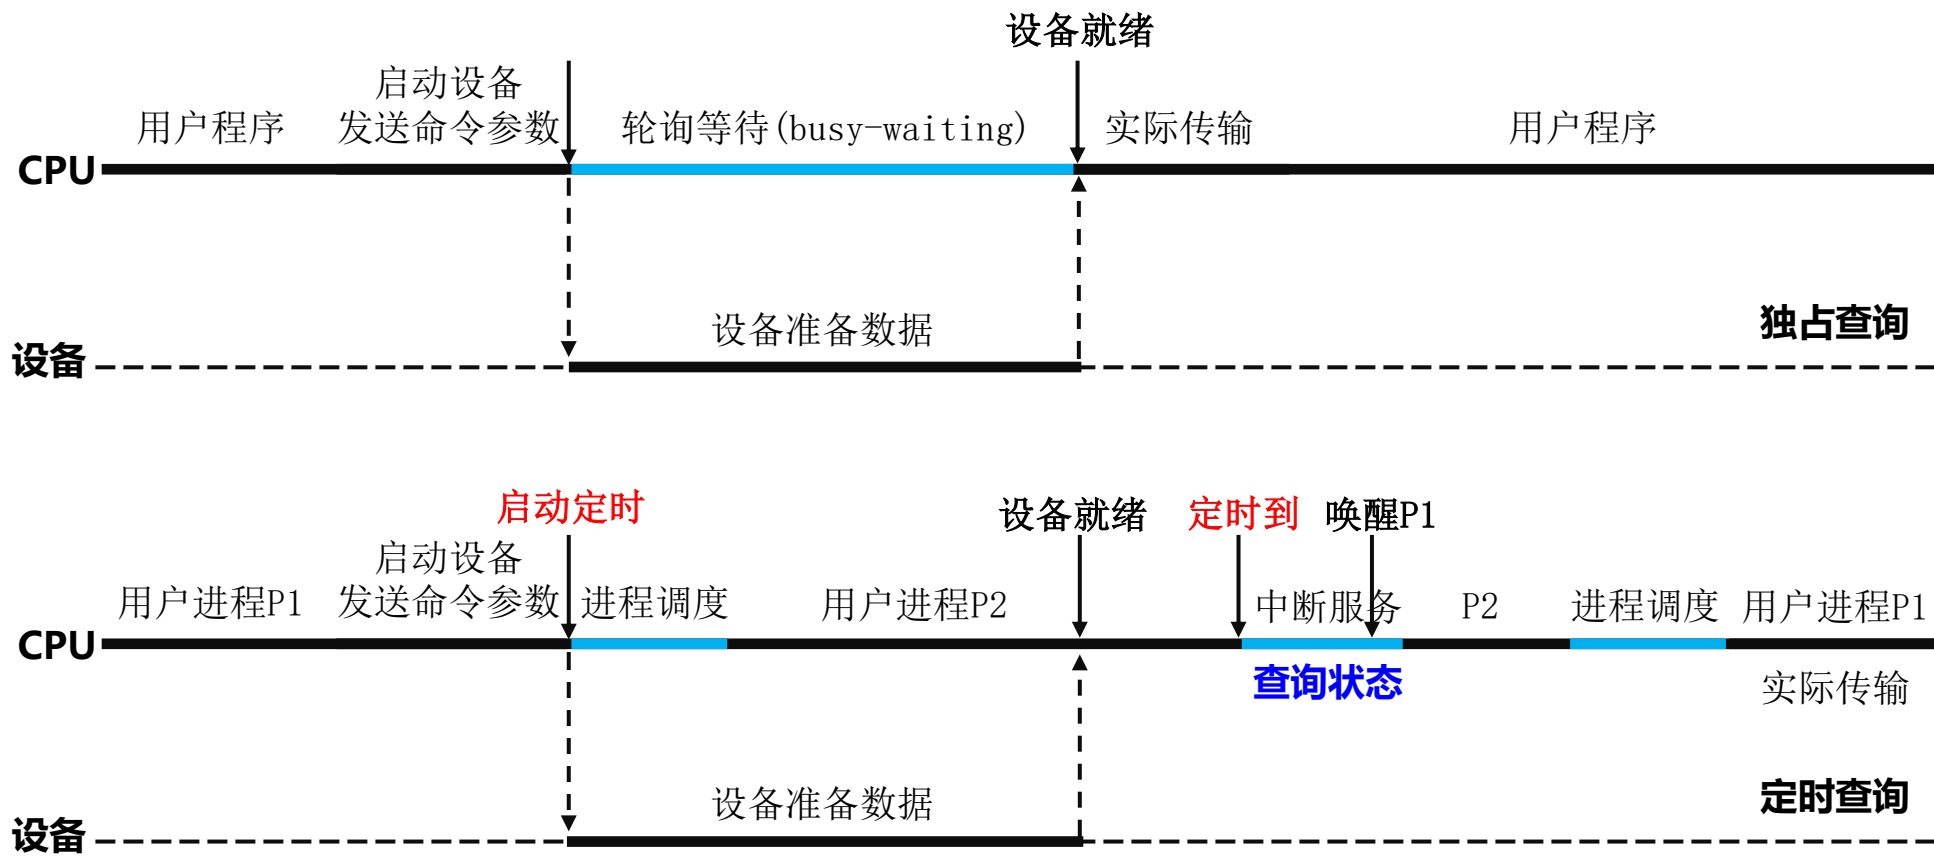 设备就绪
启动设备
用户程序 发送命令参数 轮询等待(busy-waiting) 实际传输 用户程序
CPU
独占查询
设备准备数据
设备
启动定时 设备就绪 定时到 唤醒P1
启动设备
用户进程P1 发送命令参数 进程调度 用户进程P2 中断服务 P2 进程调度 用户进程P1
CPU
查询状态 实际传输
定时查询
设备准备数据
设备